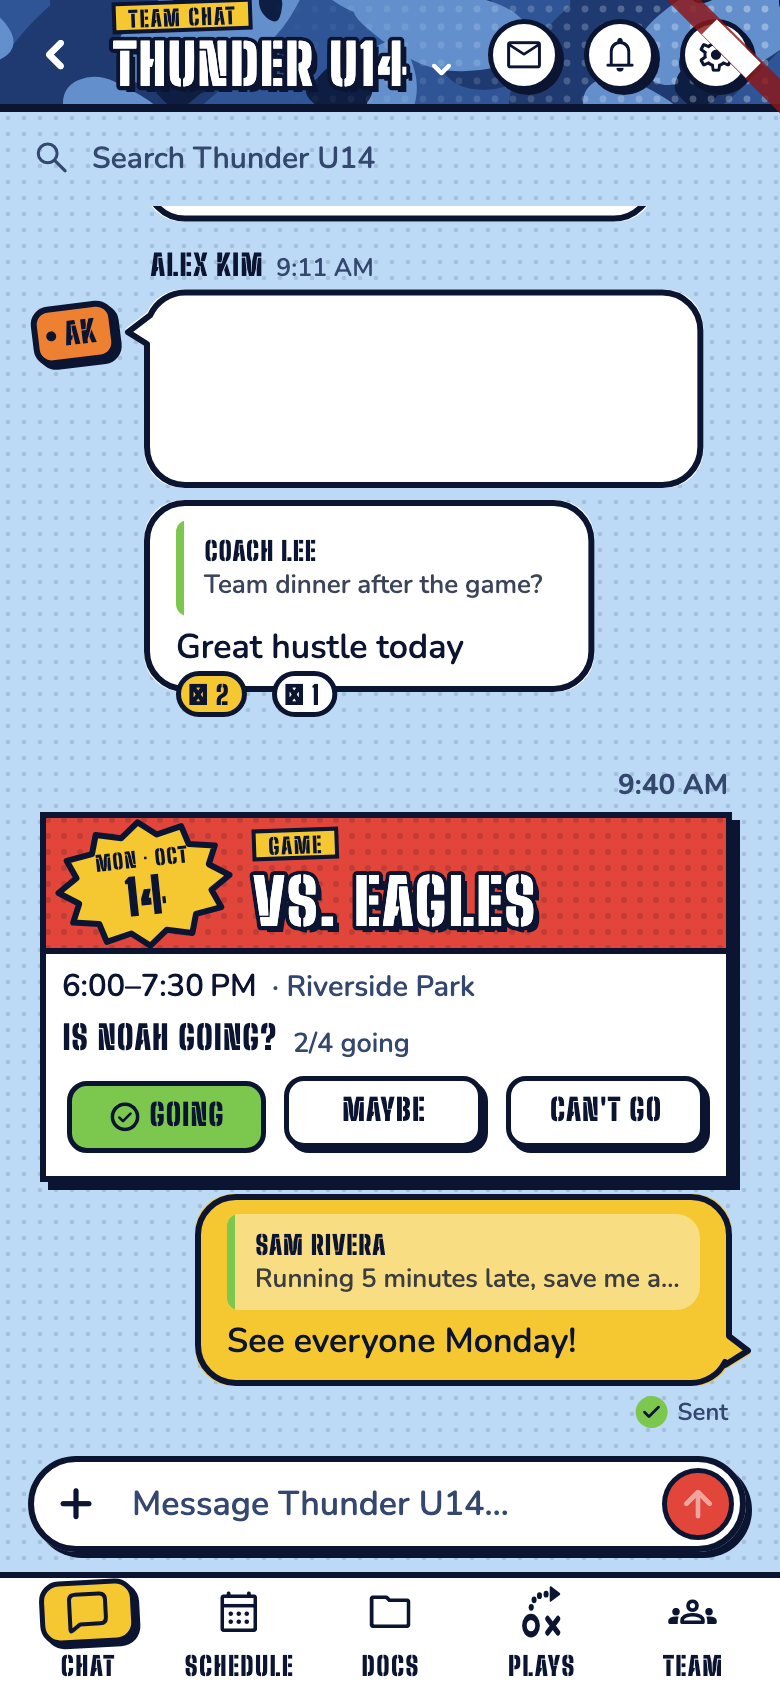 TEAM CHAT
THUNDER U14
Search Thunder U14
ALEX KIM 9:11 AM
AK
COACH LEE
Team dinner after the game?
Great hustle today
2 1
9:40 AM
MON · OCT
14
GAME
VS. EAGLES
6:00–7:30 PM · Riverside Park
IS NOAH GOING? 2/4 going
GOING MAYBE CAN'T GO
SAM RIVERA
Running 5 minutes late, save me a...
See everyone Monday!
Sent
Message Thunder U14...
CHAT SCHEDULE DOCS PLAYS TEAM